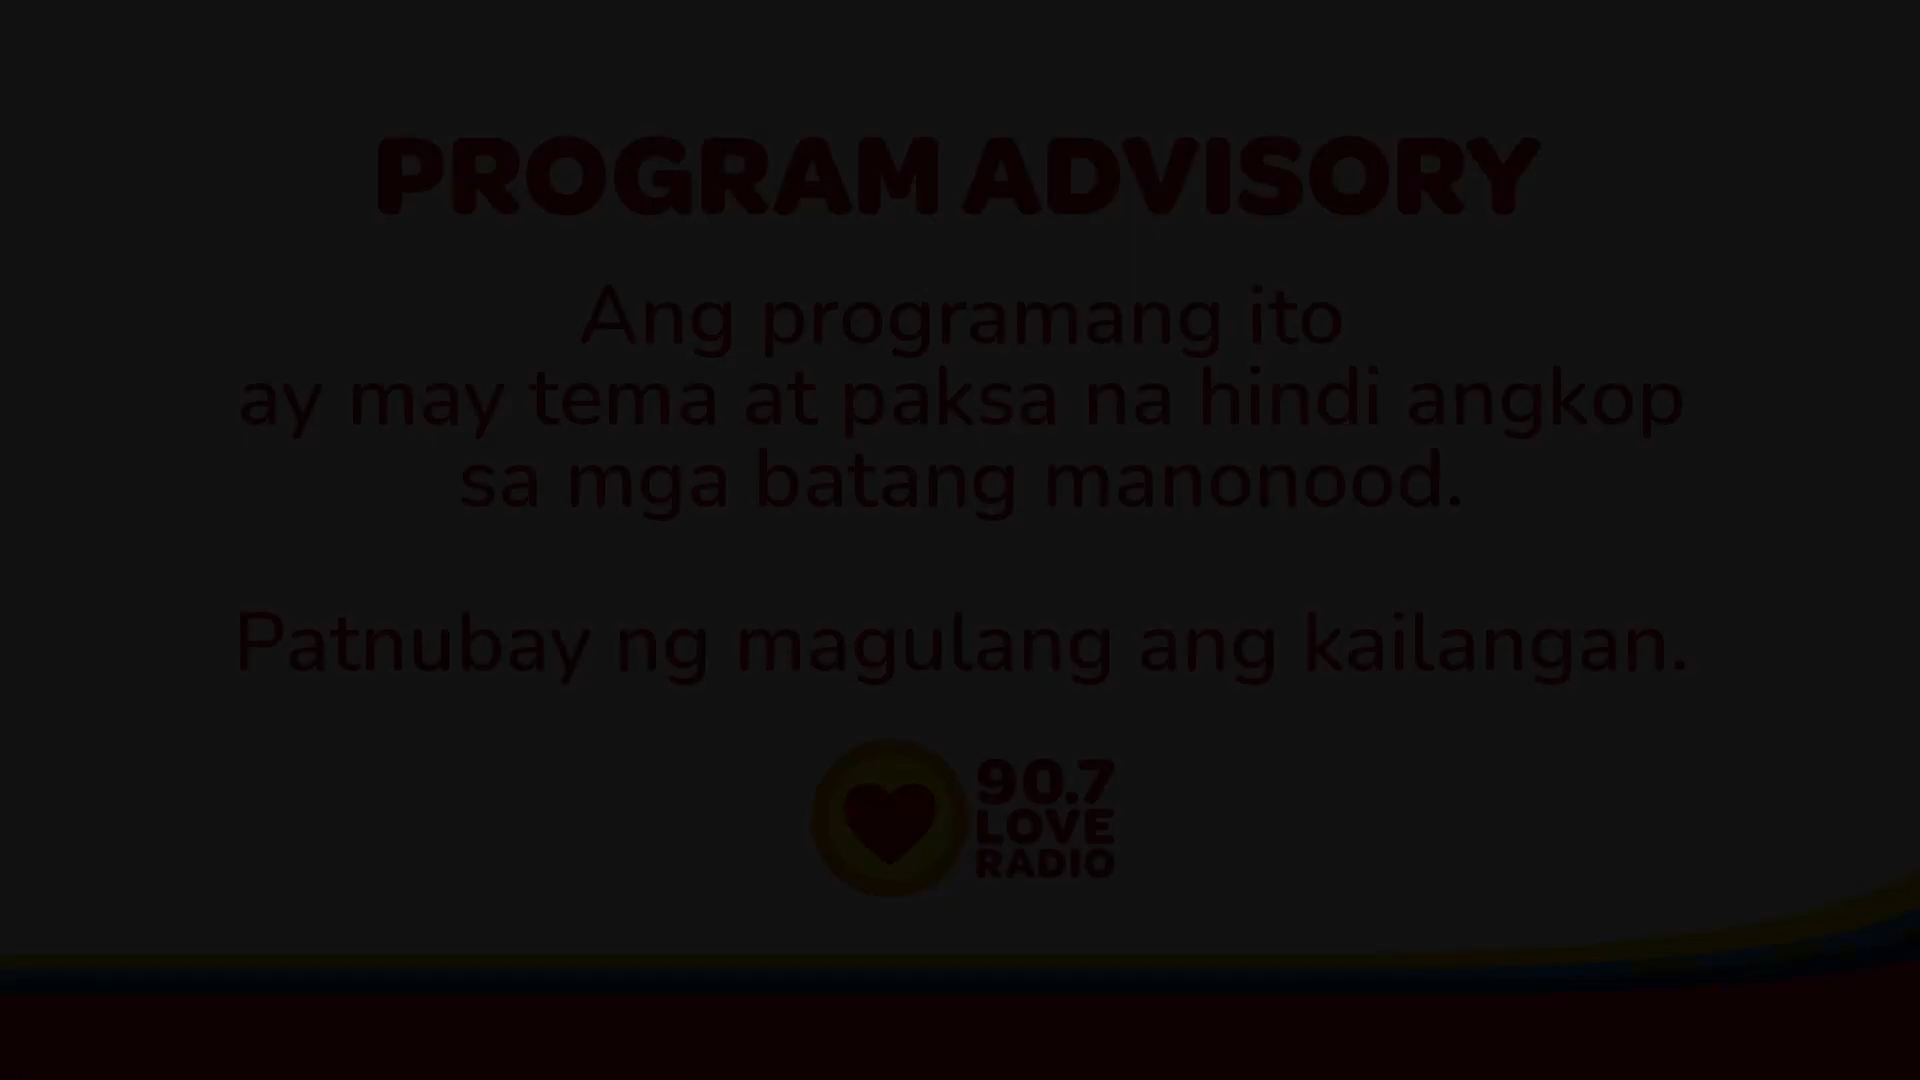 PROGRAM ADVISORY
Ang programang ito
ay may tema at paksa na hindi angkop
sa mga batang manonood.
Patnubay ng magulang ang kailangan.
90.7
LOVE
RADIO